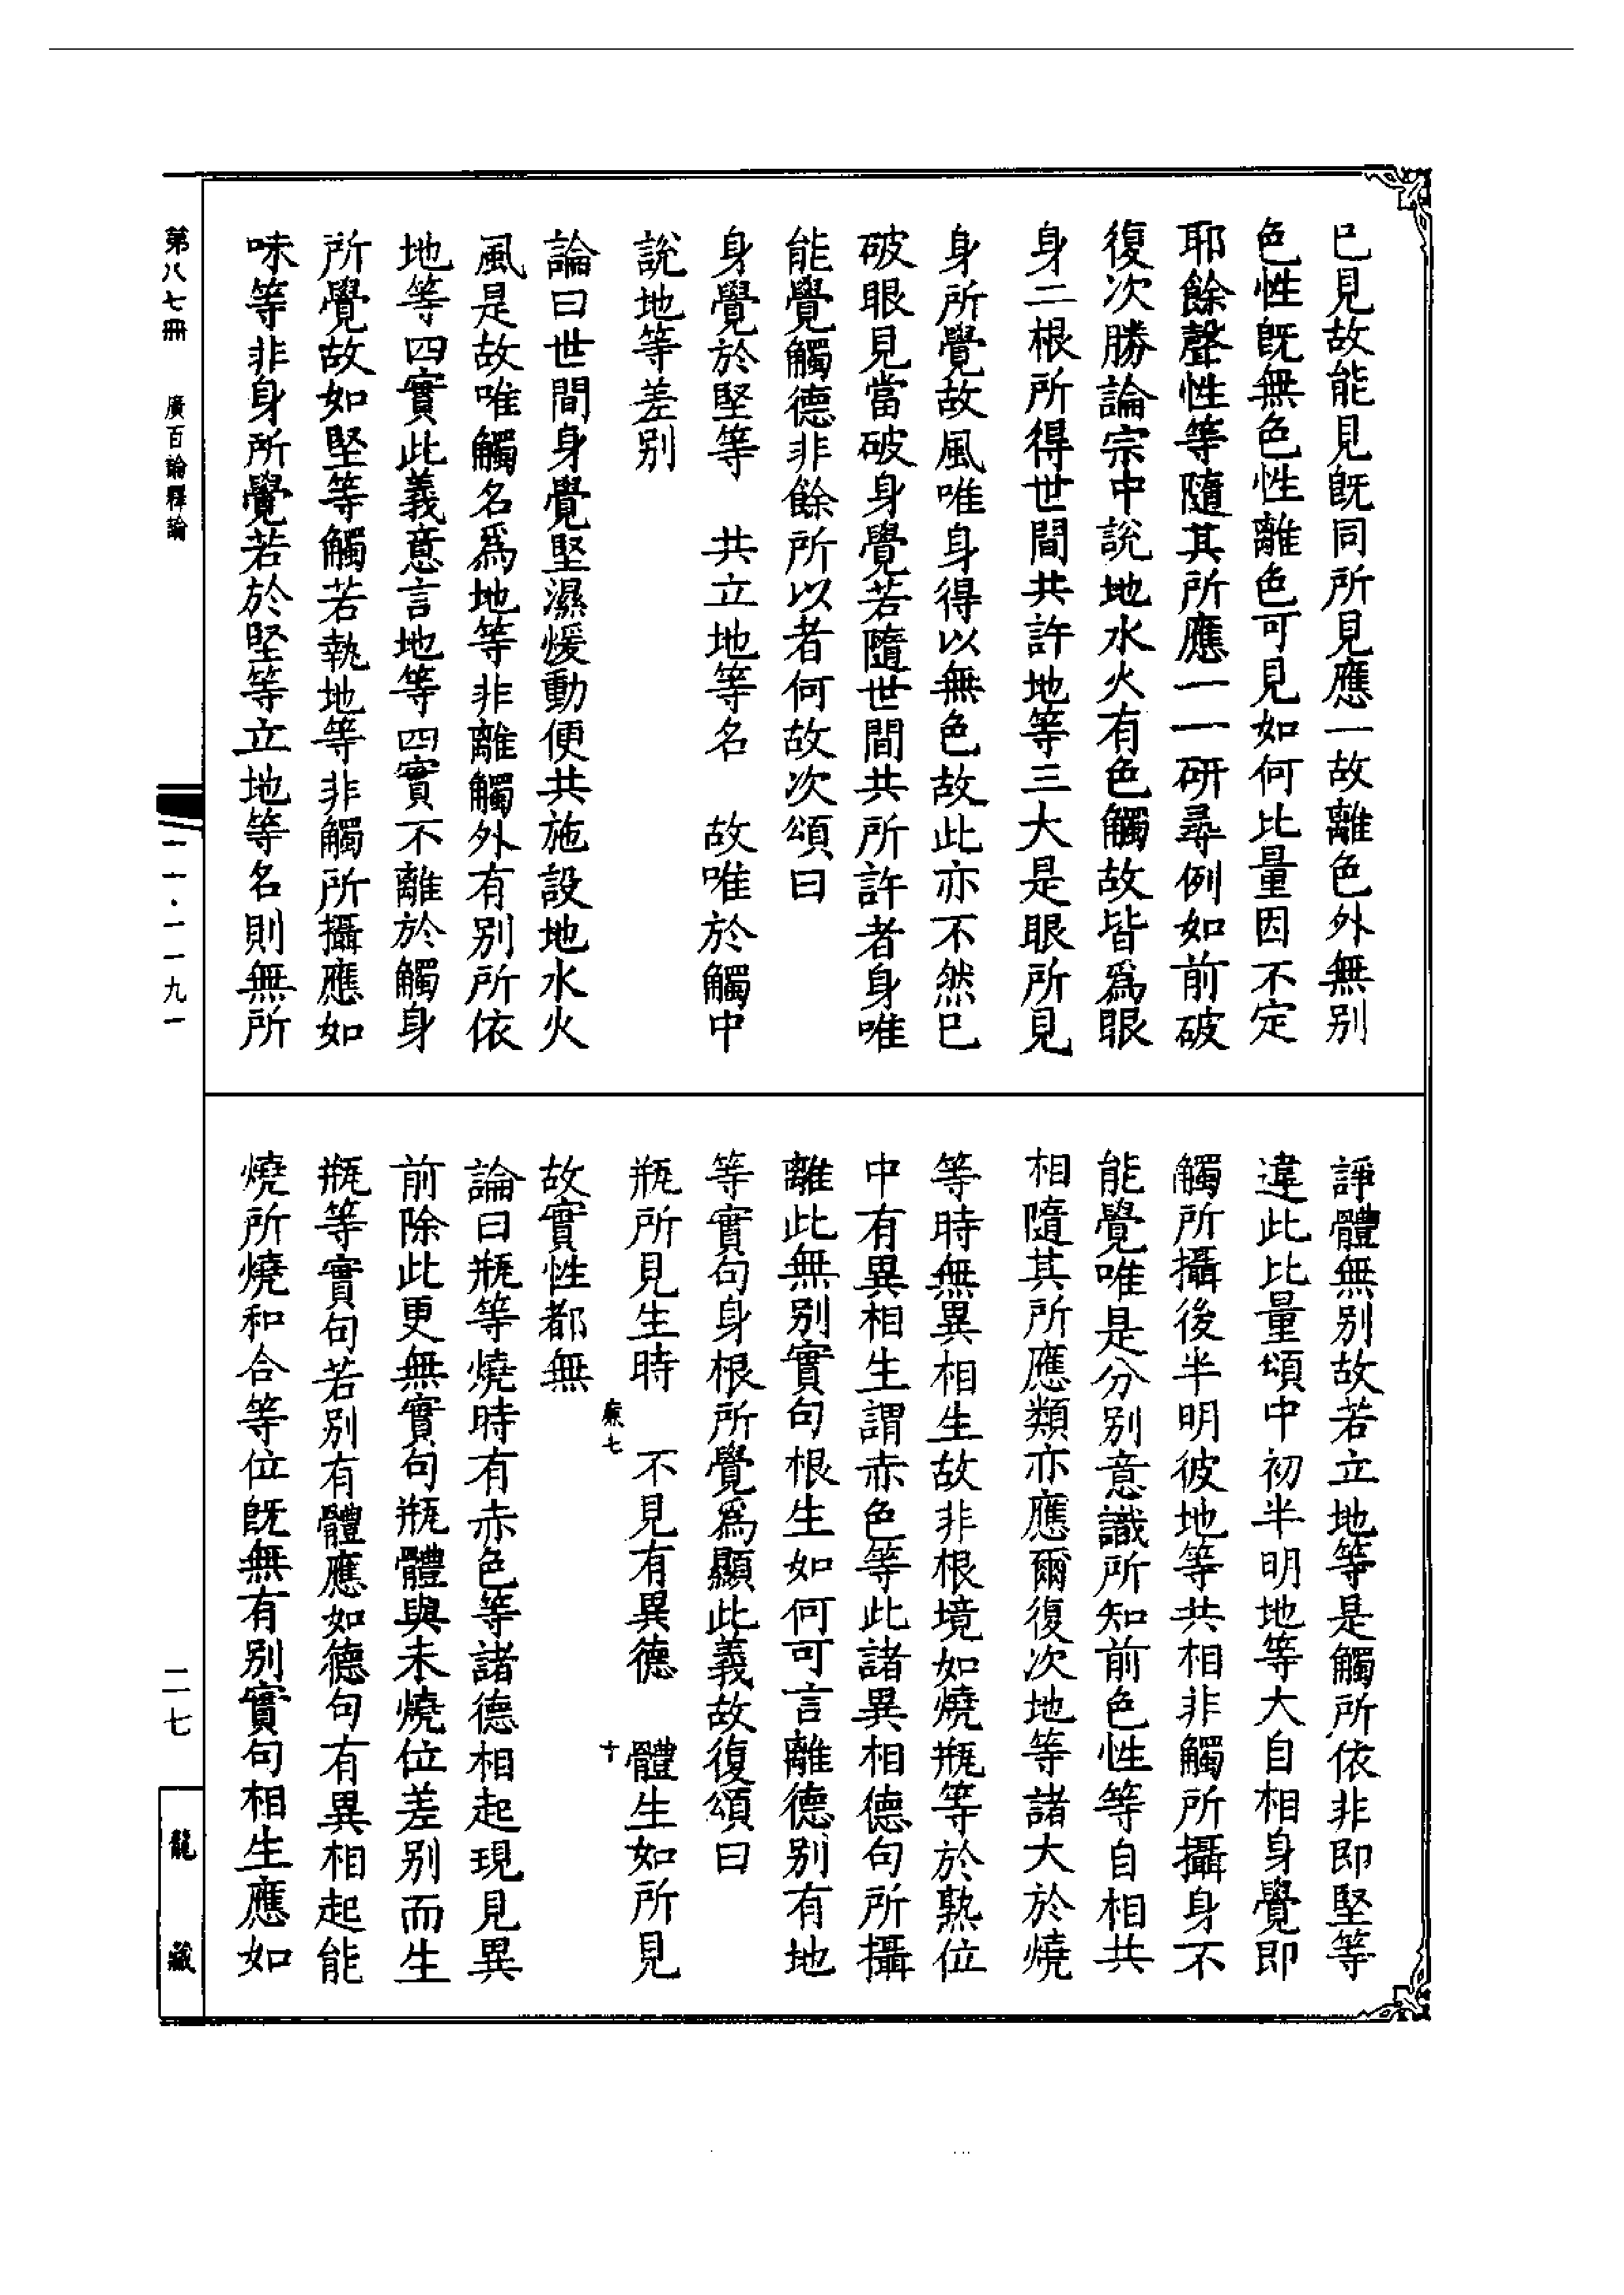 已見故能見既同所見應一故離色外無別
色性既無色性離色可見如何比量因不定
耶餘聲性等隨其所應一一研尋例如前破
復次勝論宗中說地水火有色觸故皆爲眼
身二根所得世間共許地等三大是眼所見
身所覺故風唯身得以無色故此亦不然已
破眼見當破身覺若隨世間共所許者身唯
能覺觸德非餘所以者何故次頌曰
身覺於堅等　共立地等名　故唯於觸中
說地等差別
論曰世間身覺堅濕煖動便共施設地水火
風是故唯觸名爲地等非離觸外有別所依
地等四實此義意言地等四實不離於觸身
所覺故如堅等觸若執地等非觸所攝應如
味等非身所覺若於堅等立地等名則無所
諍體無別故若立地等是觸所依非即堅等
違此比量頌中初半明地等大自相身覺即
觸所攝後半明彼地等共相非觸所攝身不
能覺唯是分別意識所知前色性等自相共
相隨其所應類亦應爾復次地等諸大於燒
等時無異相生故非根境如燒瓶等於熟位
中有異相生謂赤色等此諸異相德句所攝
離此無別實句根生如何可言離德別有地
等實句身根所覺爲顯此義故復頌曰
瓶所見生時　不見有異德　體生如所見
故實性都無
論曰瓶等燒時有赤色等諸德相起現見異
前除此更無實句瓶體與未燒位差別而生
瓶等實句若別有體應如德句有異相起能
燒所燒和合等位既無有別實句相生應如
第八七冊　廣百論釋論
一一一·一一九一
二七
龍藏
七
十